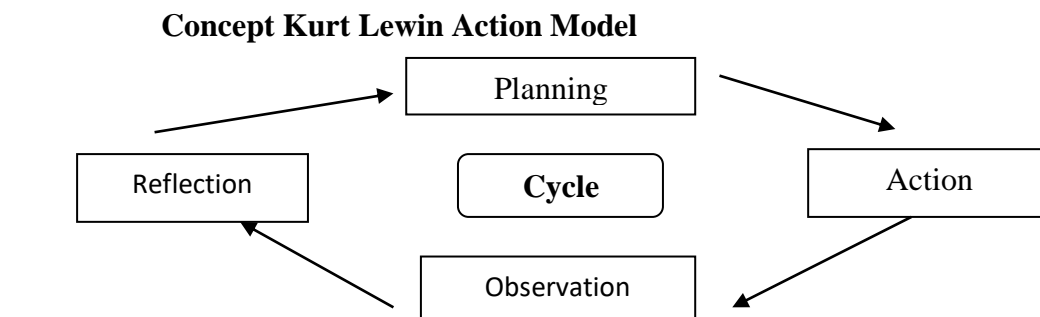 Concept Kurt Lewin Action Model
Planning
Reflection
Cycle
Action
Observation